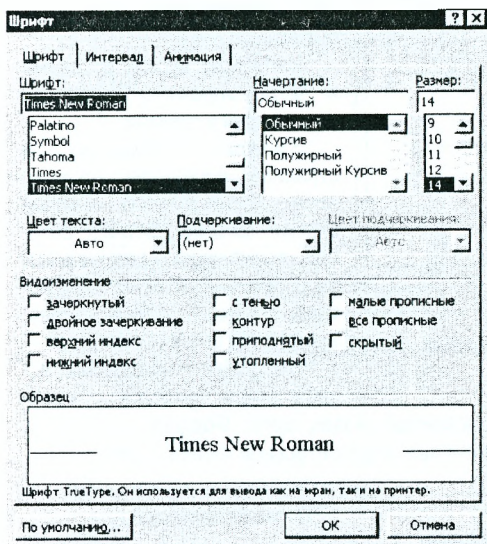 Шрифт
Шрифт Интервал Анимация
Шрифт: Начертание: Размер:
Times New Roman Обычный 14
Palatino Обычный 9
Symbol Курсив 10
Tahoma Полужирный 11
Times Полужирный Курсив 12
Times New Roman 14
Цвет текста: Подчеркивание: Цвет подчеркивания:
Авто (нет) Авто
Видоизменение
зачеркнутый с тенью малые прописные
двойное зачеркивание контур все прописные
верхний индекс приподнятый скрытый
нижний индекс утопленный
Образец
Times New Roman
Шрифт TrueType. Он используется для вывода как на экран, так и на принтер.
По умолчанию... ОК Отмена